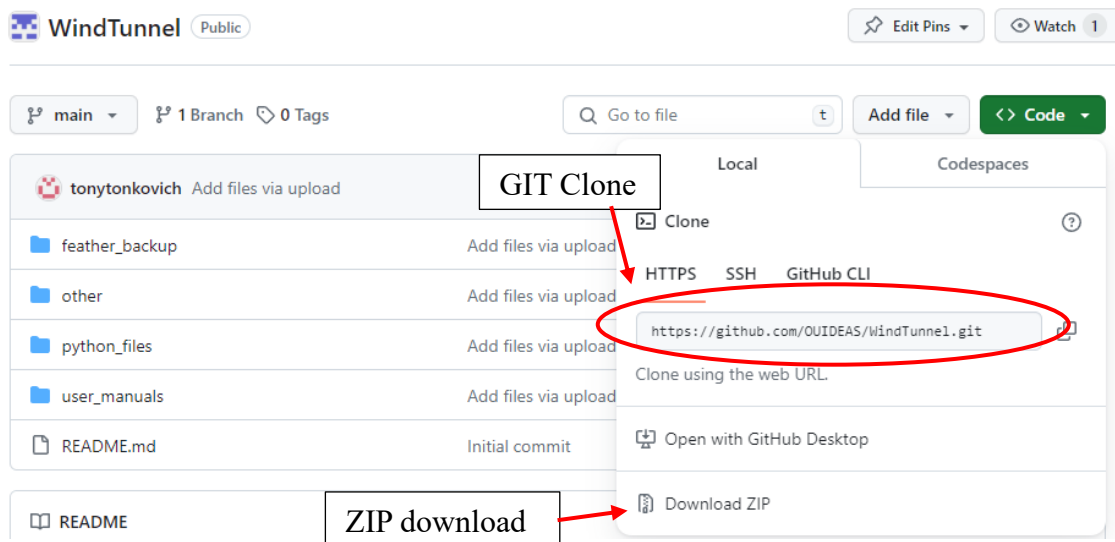 WindTunnel Public
Edit Pins
Watch 1
main
1 Branch 0 Tags
Go to file t
Add file
<> Code
Local Codespaces
tonytonkovich Add files via upload
GIT Clone
Clone
feather_backup Add files via upload
HTTPS SSH GitHub CLI
other Add files via upload
https://github.com/OUIDEAS/WindTunnel.git
python_files Add files via upload
Clone using the web URL.
user_manuals Add files via upload
Open with GitHub Desktop
README.md Initial commit
Download ZIP
README
ZIP download